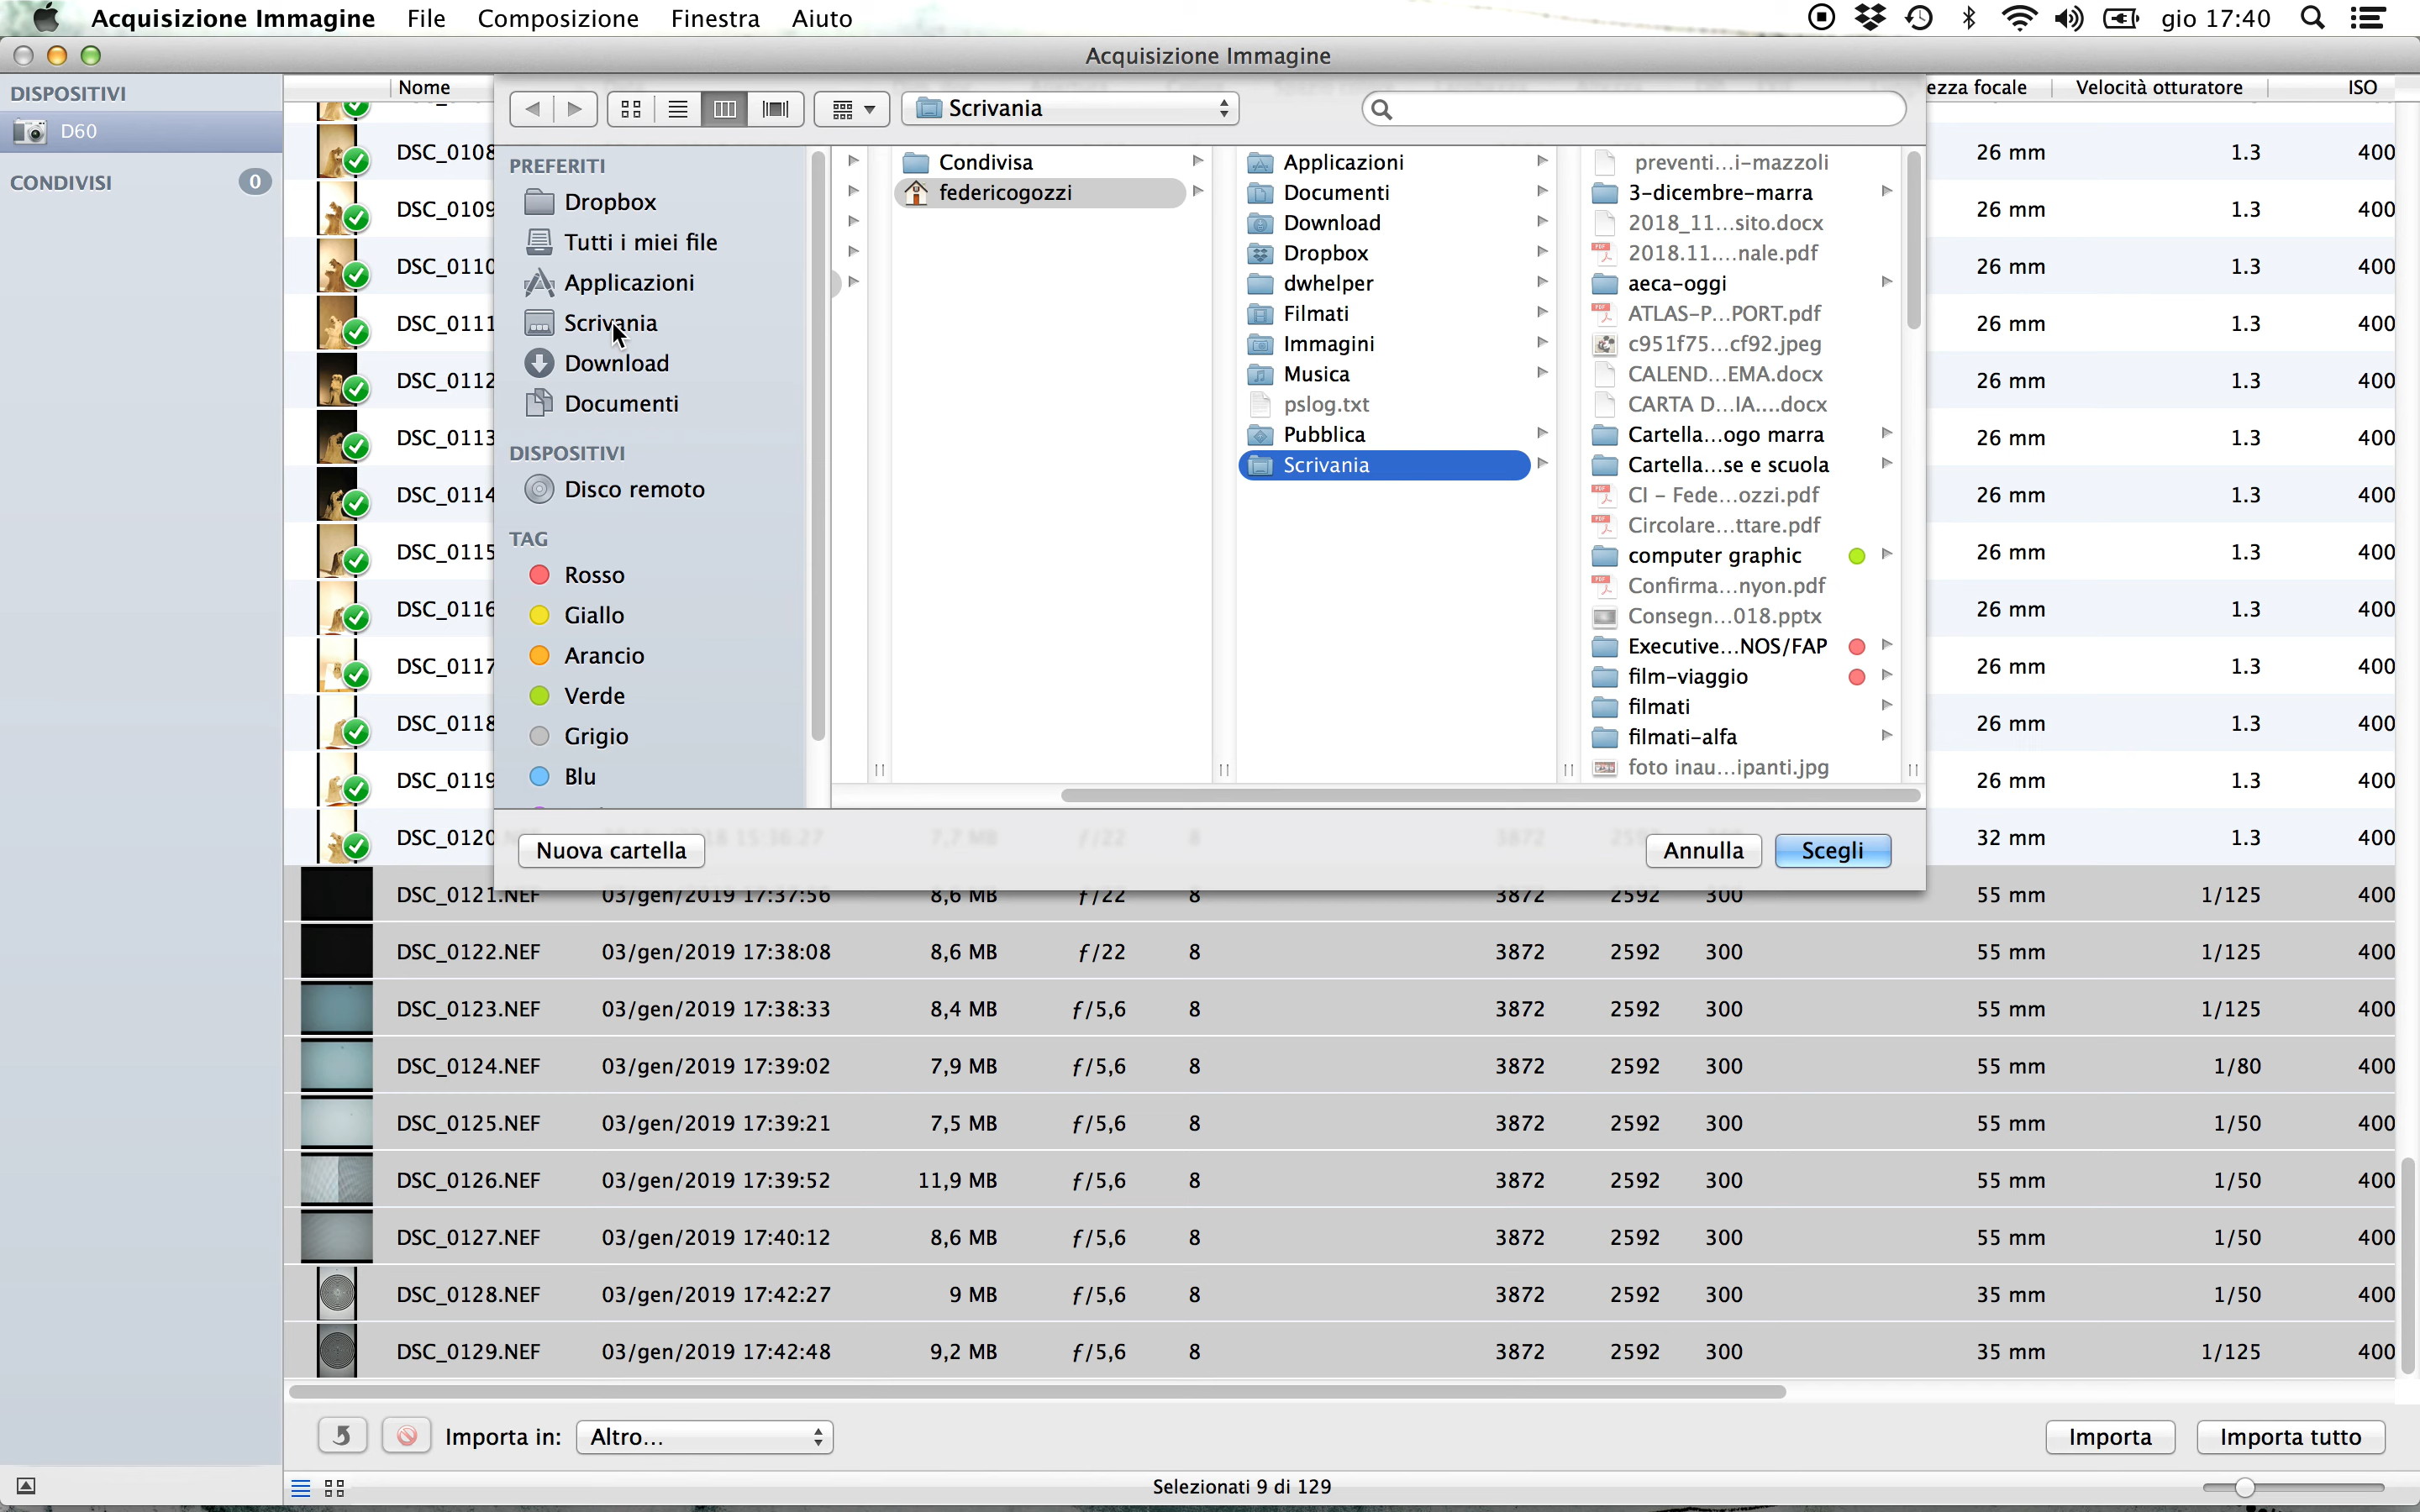 Acquisizione Immagine File Composizione Finestra Aiuto gio 17:40
Acquisizione Immagine
DISPOSITIVI
D60
CONDIVISI 0
Nome ezza focale Velocità otturatore ISO
DSC_0108 26 mm 1.3 400
DSC_0109 26 mm 1.3 400
DSC_0110 26 mm 1.3 400
DSC_0111 26 mm 1.3 400
DSC_0112 26 mm 1.3 400
DSC_0113 26 mm 1.3 400
DSC_0114 26 mm 1.3 400
DSC_0115 26 mm 1.3 400
DSC_0116 26 mm 1.3 400
DSC_0117 26 mm 1.3 400
DSC_0118 26 mm 1.3 400
DSC_0119 26 mm 1.3 400
DSC_0120 32 mm 1.3 400
Scrivania
PREFERITI
Dropbox
Tutti i miei file
Applicazioni
Scrivania
Download
Documenti
DISPOSITIVI
Disco remoto
TAG
Rosso
Giallo
Arancio
Verde
Grigio
Blu
Condivisa
federicogozzi
Applicazioni
Documenti
Download
Dropbox
dwhelper
Filmati
Immagini
Musica
pslog.txt
Pubblica
Scrivania
preventi...i-mazzoli
3-dicembre-marra
2018_11...sito.docx
2018.11....nale.pdf
aeca-oggi
ATLAS-P...PORT.pdf
c951f75...cf92.jpeg
CALEND...EMA.docx
CARTA D...IA....docx
Cartella...ogo marra
Cartella...se e scuola
CI - Fede...ozzi.pdf
Circolare...ttare.pdf
computer graphic
Confirma...nyon.pdf
Consegn...018.pptx
Executive...NOS/FAP
film-viaggio
filmati
filmati-alfa
foto inau...ipanti.jpg
Nuova cartella Annulla Scegli
DSC_0121.NEF 03/gen/2019 17:37:56 8,6 MB f/22 8 3872 2592 300 55 mm 1/125 400
DSC_0122.NEF 03/gen/2019 17:38:08 8,6 MB f/22 8 3872 2592 300 55 mm 1/125 400
DSC_0123.NEF 03/gen/2019 17:38:33 8,4 MB f/5,6 8 3872 2592 300 55 mm 1/125 400
DSC_0124.NEF 03/gen/2019 17:39:02 7,9 MB f/5,6 8 3872 2592 300 55 mm 1/80 400
DSC_0125.NEF 03/gen/2019 17:39:21 7,5 MB f/5,6 8 3872 2592 300 55 mm 1/50 400
DSC_0126.NEF 03/gen/2019 17:39:52 11,9 MB f/5,6 8 3872 2592 300 55 mm 1/50 400
DSC_0127.NEF 03/gen/2019 17:40:12 8,6 MB f/5,6 8 3872 2592 300 55 mm 1/50 400
DSC_0128.NEF 03/gen/2019 17:42:27 9 MB f/5,6 8 3872 2592 300 35 mm 1/50 400
DSC_0129.NEF 03/gen/2019 17:42:48 9,2 MB f/5,6 8 3872 2592 300 35 mm 1/125 400
Importa in: Altro... Importa Importa tutto
Selezionati 9 di 129